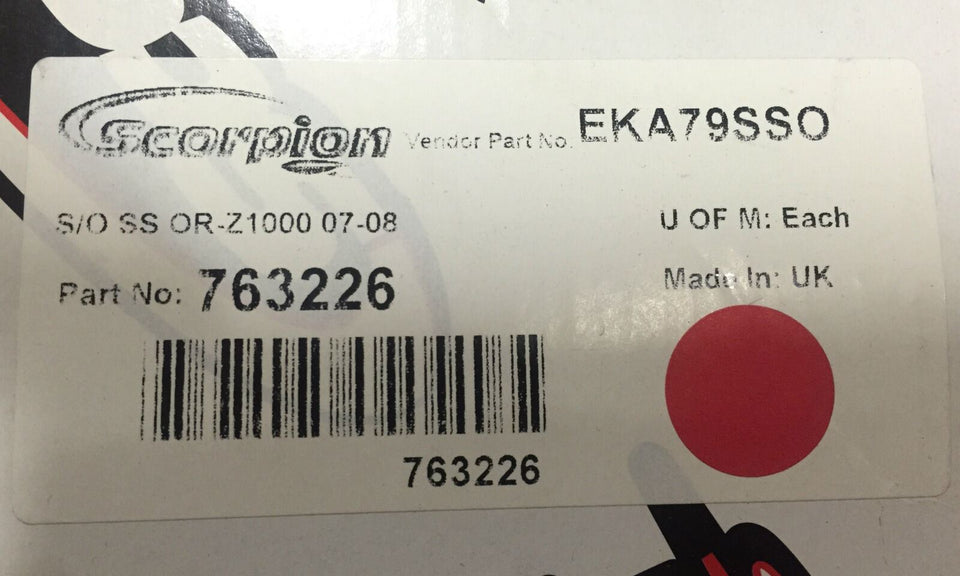 Scorpion Vendor Part No. EKA79SSO
S/O SS OR-Z1000 07-08
U OF M: Each
Part No: 763226
Made In: UK
763226